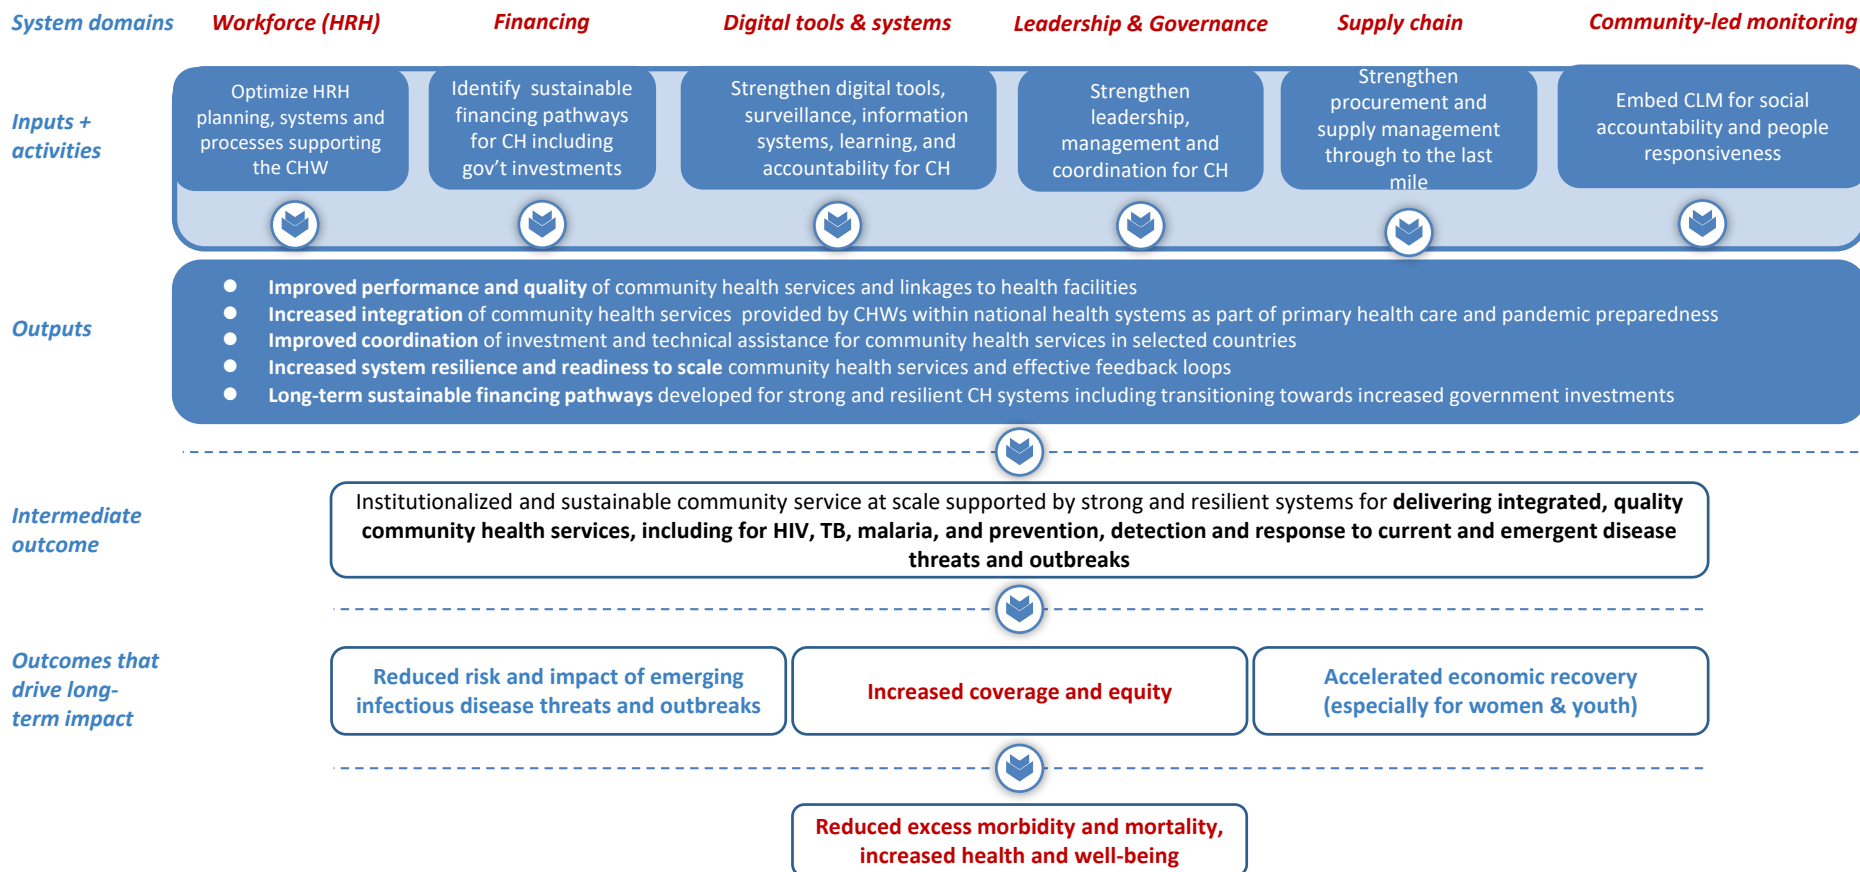 System domains
Workforce (HRH)
Financing
Digital tools & systems
Leadership & Governance
Supply chain
Community-led monitoring
Inputs +
activities
Optimize HRH
planning, systems and
processes supporting
the CHW
Identify sustainable
financing pathways
for CH including
gov't investments
Strengthen digital tools,
surveillance, information
systems, learning, and
accountability for CH
Strengthen
leadership,
management and
coordination for CH
Strengthen
procurement and
supply management
through to the last
mile
Embed CLM for social
accountability and people
responsiveness
Outputs
● Improved performance and quality of community health services and linkages to health facilities
● Increased integration of community health services provided by CHWs within national health systems as part of primary health care and pandemic preparedness
● Improved coordination of investment and technical assistance for community health services in selected countries
● Increased system resilience and readiness to scale community health services and effective feedback loops
● Long-term sustainable financing pathways developed for strong and resilient CH systems including transitioning towards increased government investments
Intermediate
outcome
Institutionalized and sustainable community service at scale supported by strong and resilient systems for delivering integrated, quality
community health services, including for HIV, TB, malaria, and prevention, detection and response to current and emergent disease
threats and outbreaks
Outcomes that
drive long-
term impact
Reduced risk and impact of emerging
infectious disease threats and outbreaks
Increased coverage and equity
Accelerated economic recovery
(especially for women & youth)
Reduced excess morbidity and mortality,
increased health and well-being